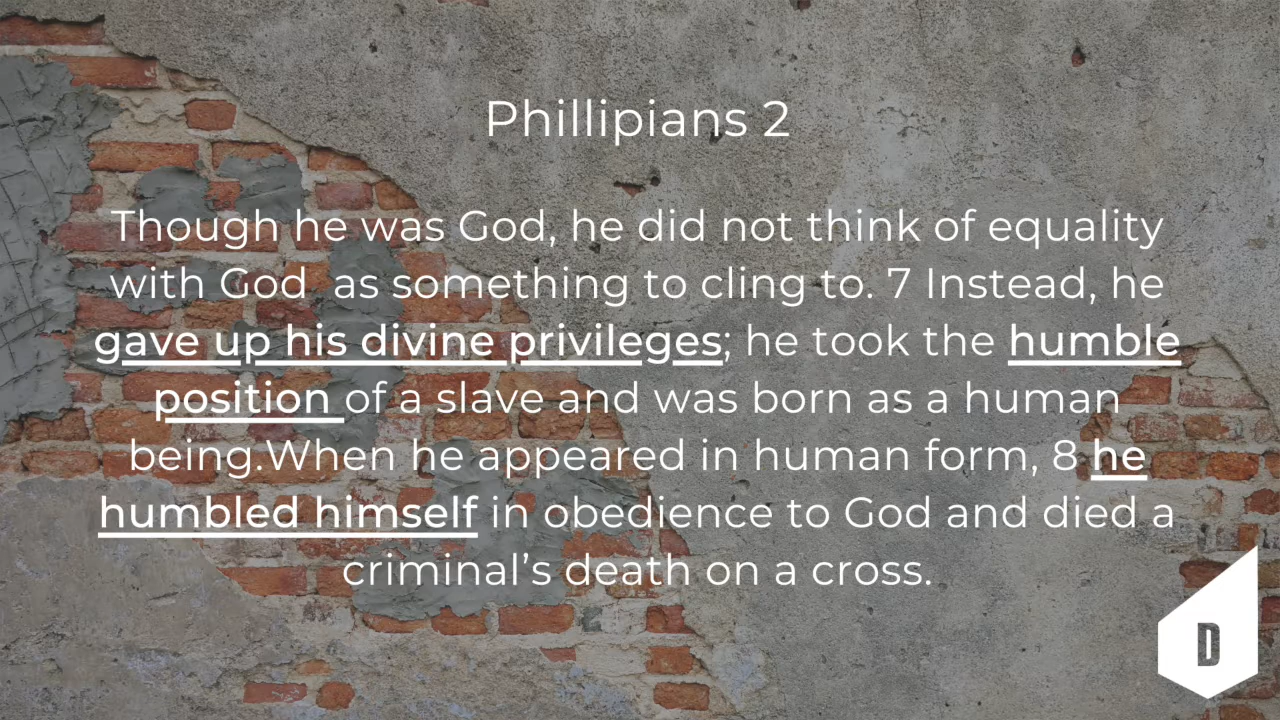 Phillipians 2
Though he was God, he did not think of equality
with God  as something to cling to. 7 Instead, he
gave up his divine privileges; he took the humble
position of a slave and was born as a human
being.When he appeared in human form, 8 he
humbled himself in obedience to God and died a
criminal’s death on a cross.
D